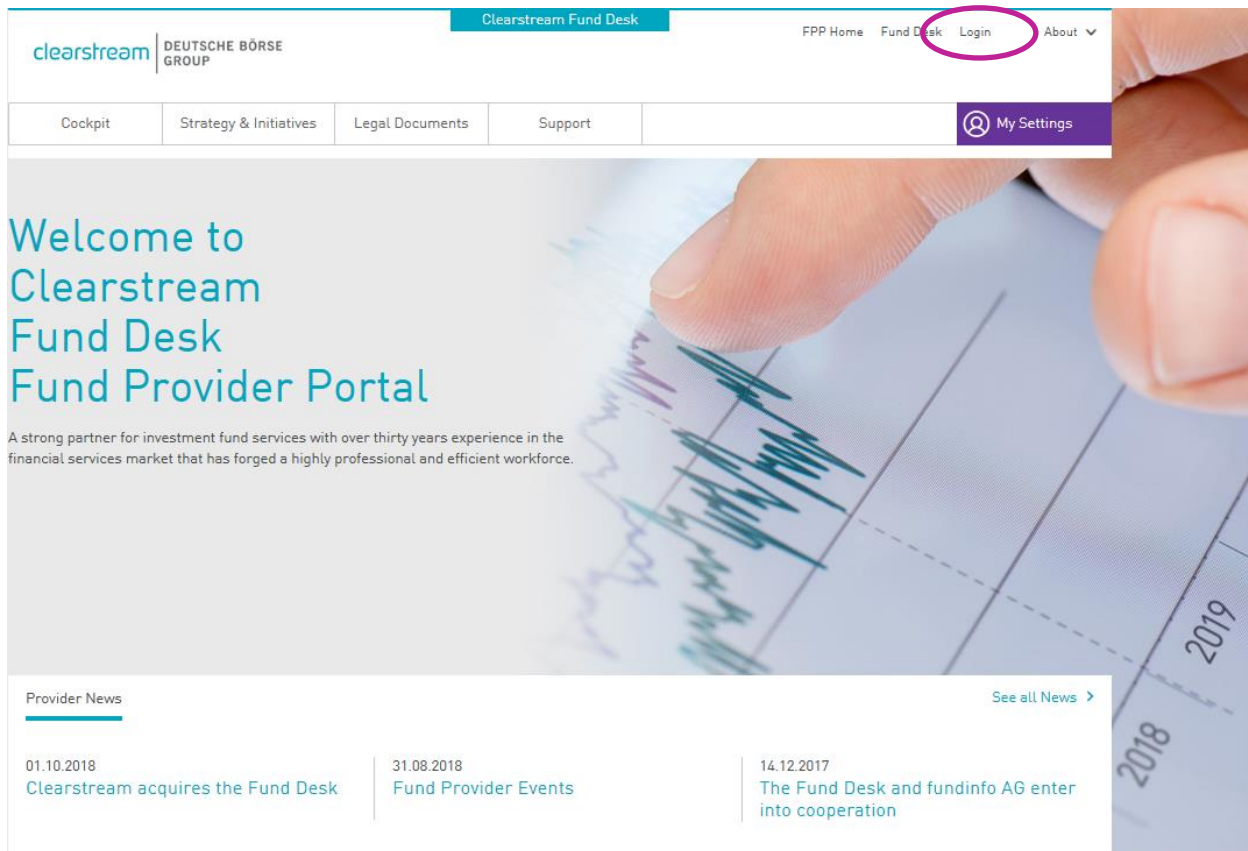 Clearstream Fund Desk
FPP Home Fund Desk Login About
clearstream DEUTSCHE BÖRSE
GROUP
Cockpit Strategy & Initiatives Legal Documents Support My Settings
Welcome to
Clearstream
Fund Desk
Fund Provider Portal
A strong partner for investment fund services with over thirty years experience in the
financial services market that has forged a highly professional and efficient workforce.
2019
2018
Provider News
See all News
01.10.2018
Clearstream acquires the Fund Desk
31.08.2018
Fund Provider Events
14.12.2017
The Fund Desk and fundinfo AG enter
into cooperation